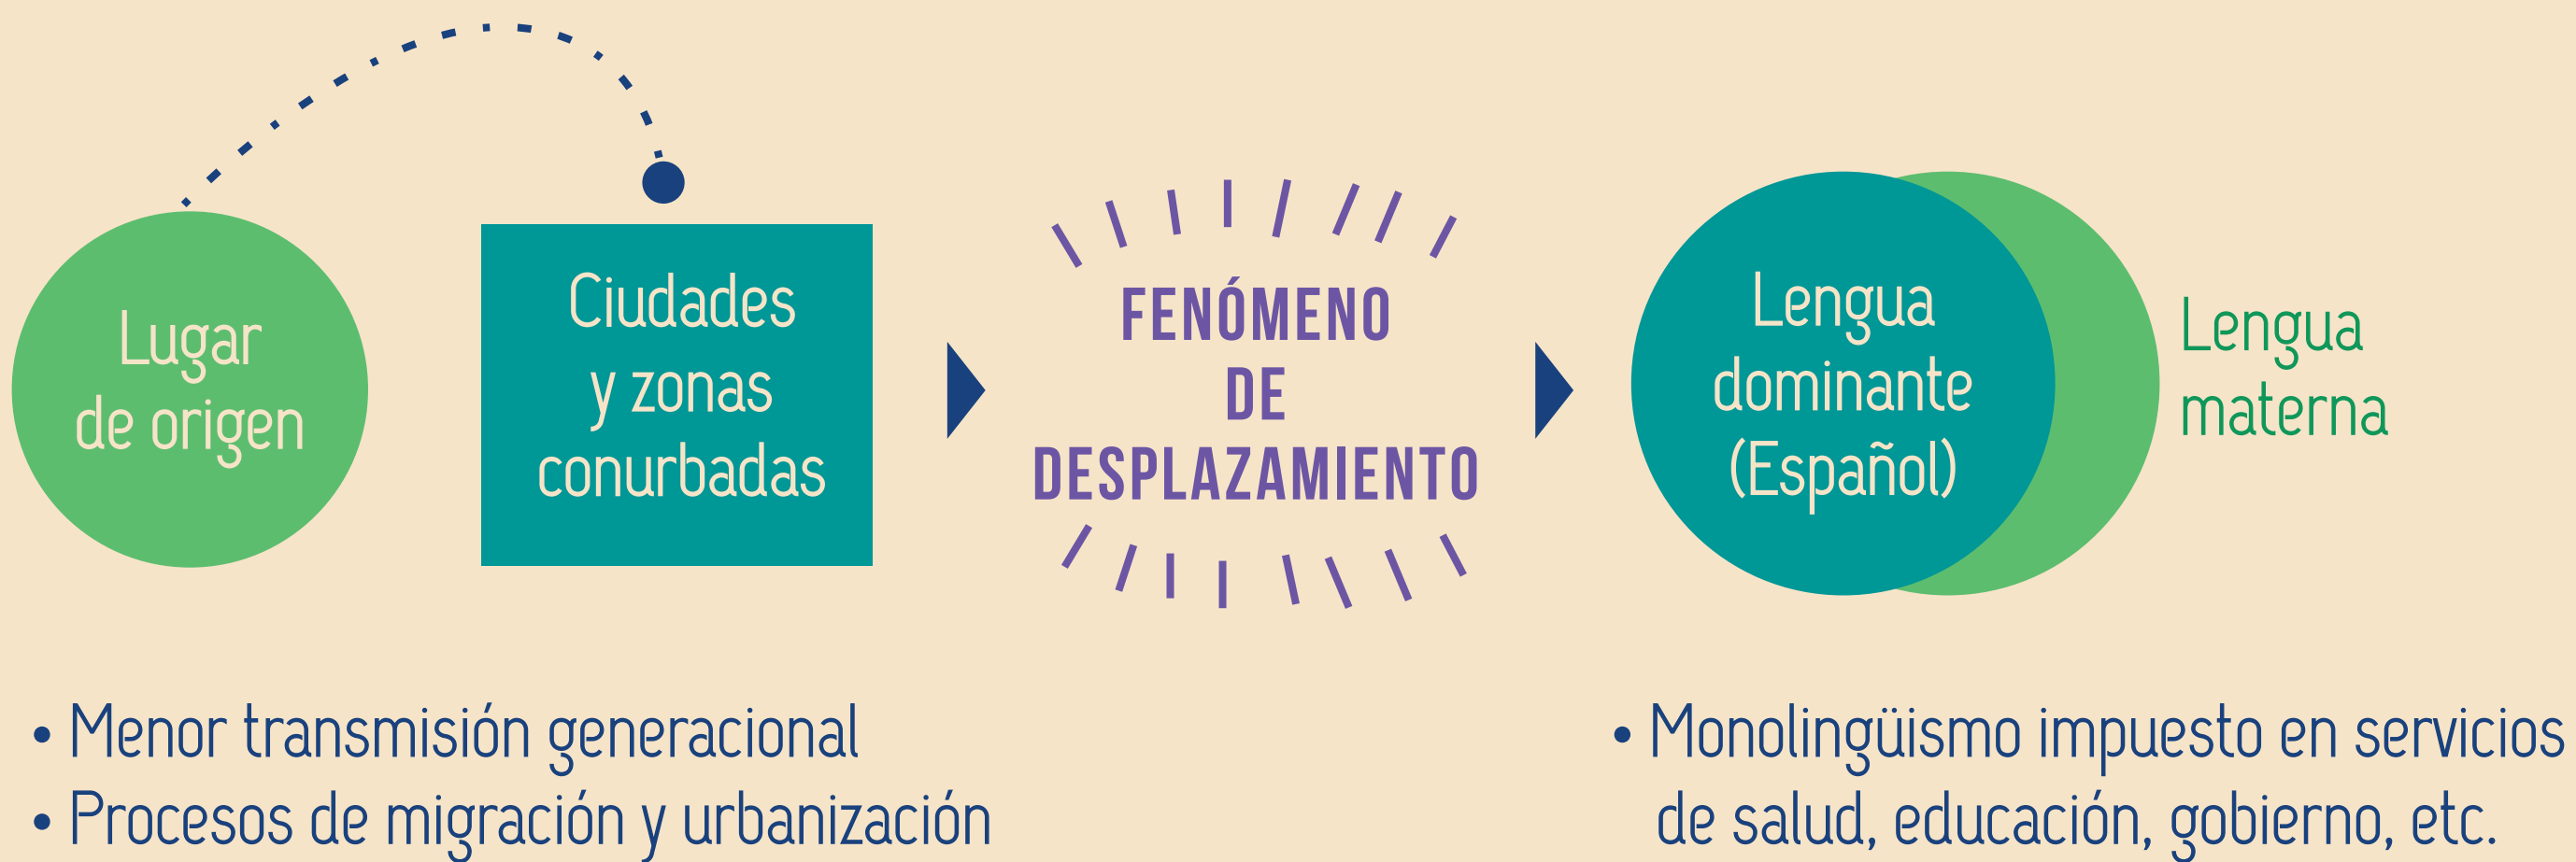 Lugar
de origen
Ciudades
y zonas
conurbadas
FENÓMENO
DE
DESPLAZAMIENTO
Lengua
dominante
(Español)
Lengua
materna
• Menor transmisión generacional
• Procesos de migración y urbanización
• Monolingüismo impuesto en servicios
de salud, educación, gobierno, etc.